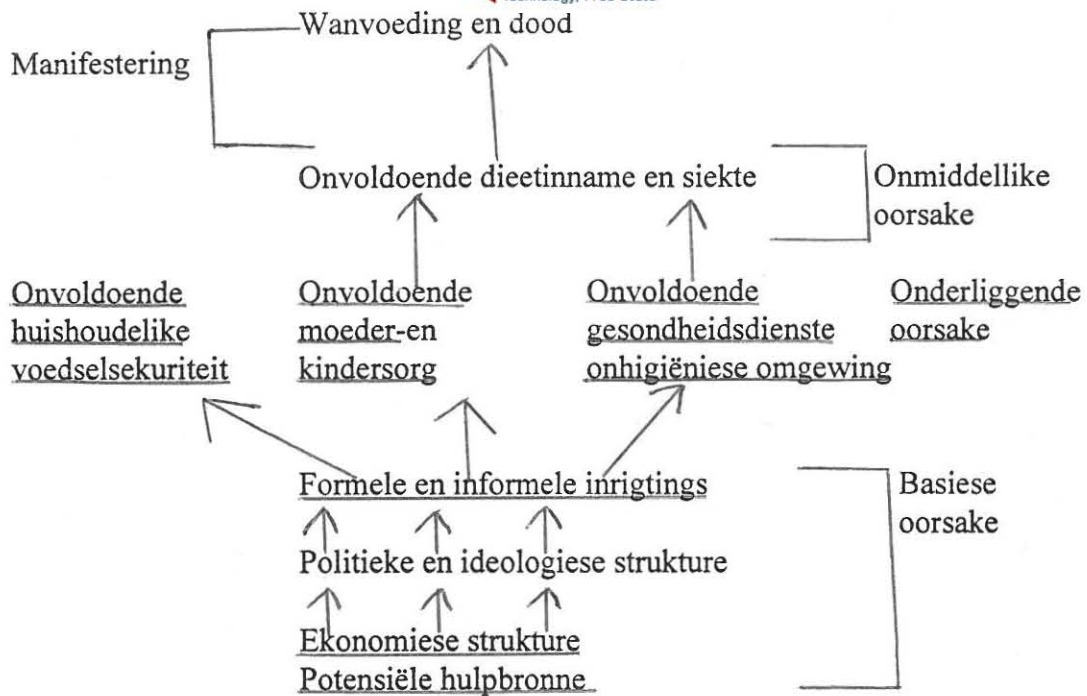 Wanvoeding en dood
Manifestering
Onvoldoende dieetinname en siekte
Onmiddellike
oorsake
Onvoldoende
huishoudelike
voedselsekuriteit
Onvoldoende
moeder-en
kindersorg
Onvoldoende
gesondheidsdienste
onhigiëniese omgewing
Onderliggende
oorsake
Formele en informele inrigtings
Basiese
oorsake
Politieke en ideologiese strukture
Ekonomiese strukture
Potensiële hulpbronne